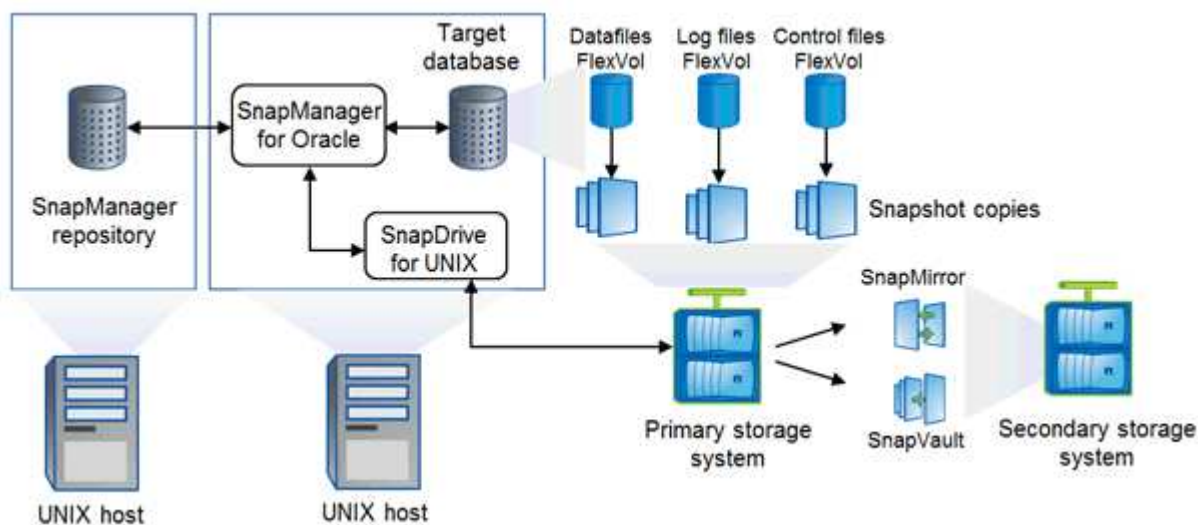 Target
database
Datafiles
FlexVol
Log files
FlexVol
Control files
FlexVol
SnapManager
for Oracle
SnapManager
repository
Snapshot copies
SnapDrive
for UNIX
SnapMirror
SnapVault
Primary storage
system
Secondary storage
system
UNIX host
UNIX host